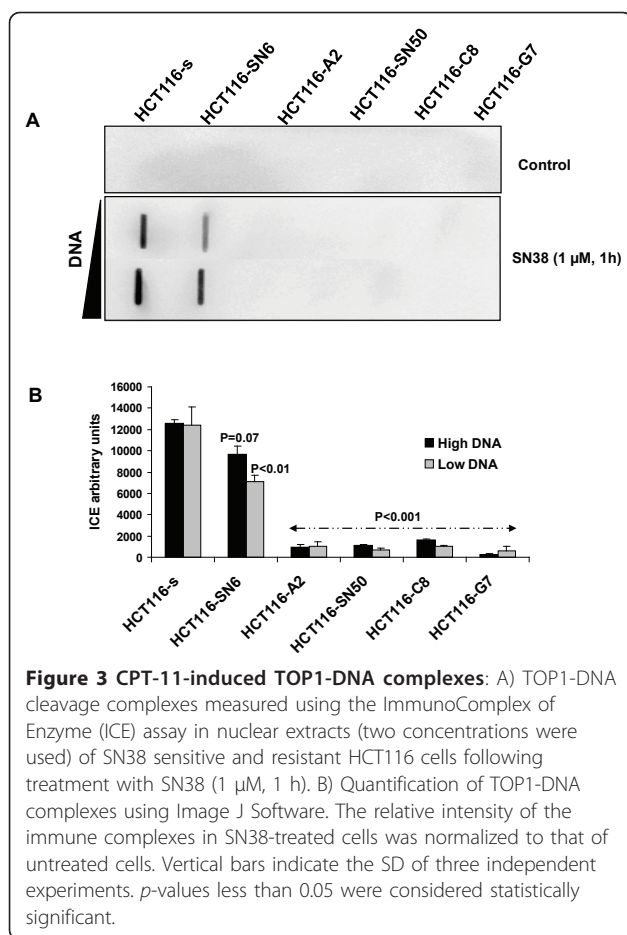 HCT116-s HCT116-SN6 HCT116-A2 HCT116-SN50 HCT116-C8 HCT116-G7
A
Control
DNA
SN38 (1 µM, 1h)
B
ICE arbitrary units
16000
14000
12000
10000
8000
6000
4000
2000
0
P=0.07
P<0.01
P<0.001
High DNA
Low DNA
HCT116-s HCT116-SN6 HCT116-A2 HCT116-SN50 HCT116-C8 HCT116-G7
Figure 3 CPT-11-induced TOP1-DNA complexes: A) TOP1-DNA
cleavage complexes measured using the ImmunoComplex of
Enzyme (ICE) assay in nuclear extracts (two concentrations were
used) of SN38 sensitive and resistant HCT116 cells following
treatment with SN38 (1 µM, 1 h). B) Quantification of TOP1-DNA
complexes using Image J Software. The relative intensity of the
immune complexes in SN38-treated cells was normalized to that of
untreated cells. Vertical bars indicate the SD of three independent
experiments. p-values less than 0.05 were considered statistically
significant.